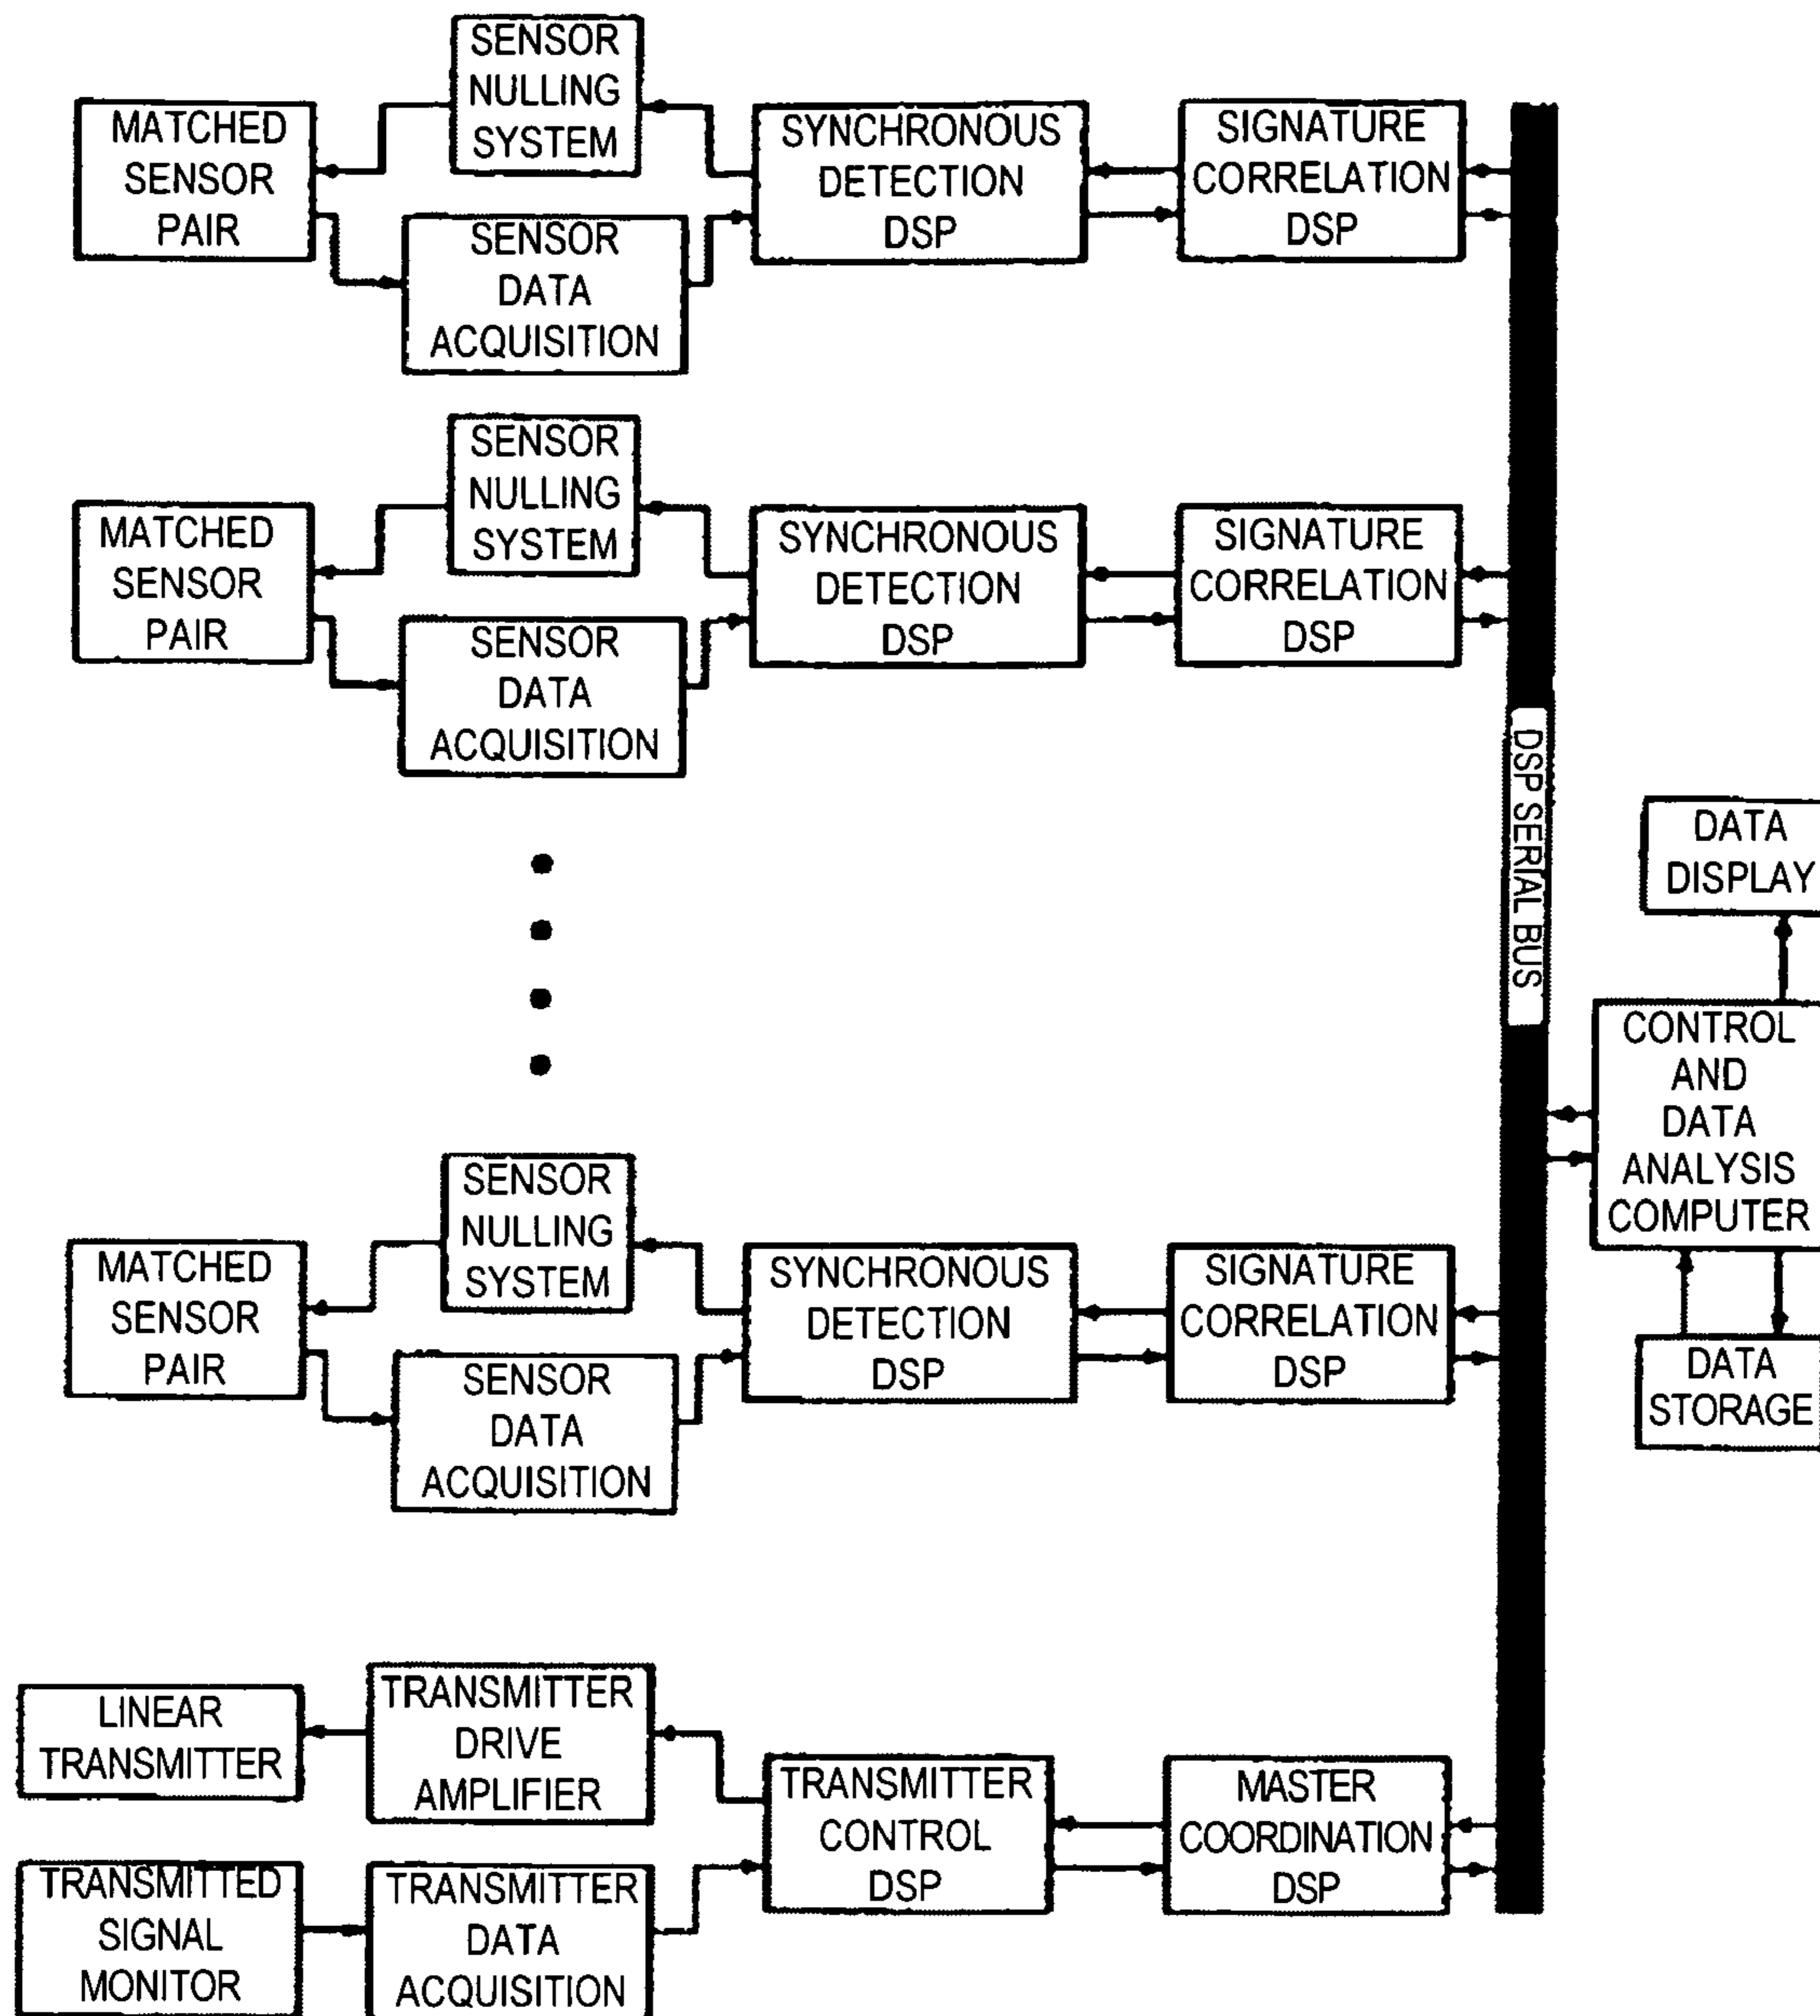 SENSOR
NULLING
SYSTEM
MATCHED
SENSOR
PAIR
SENSOR
DATA
ACQUISITION
SYNCHRONOUS
DETECTION
DSP
SIGNATURE
CORRELATION
DSP
SENSOR
NULLING
SYSTEM
MATCHED
SENSOR
PAIR
SENSOR
DATA
ACQUISITION
SYNCHRONOUS
DETECTION
DSP
SIGNATURE
CORRELATION
DSP
DSP SERIAL BUS
DATA
DISPLAY
CONTROL
AND
DATA
ANALYSIS
COMPUTER
DATA
STORAGE
SENSOR
NULLING
SYSTEM
MATCHED
SENSOR
PAIR
SENSOR
DATA
ACQUISITION
SYNCHRONOUS
DETECTION
DSP
SIGNATURE
CORRELATION
DSP
LINEAR
TRANSMITTER
TRANSMITTER
DRIVE
AMPLIFIER
TRANSMITTED
SIGNAL
MONITOR
TRANSMITTER
DATA
ACQUISITION
TRANSMITTER
CONTROL
DSP
MASTER
COORDINATION
DSP